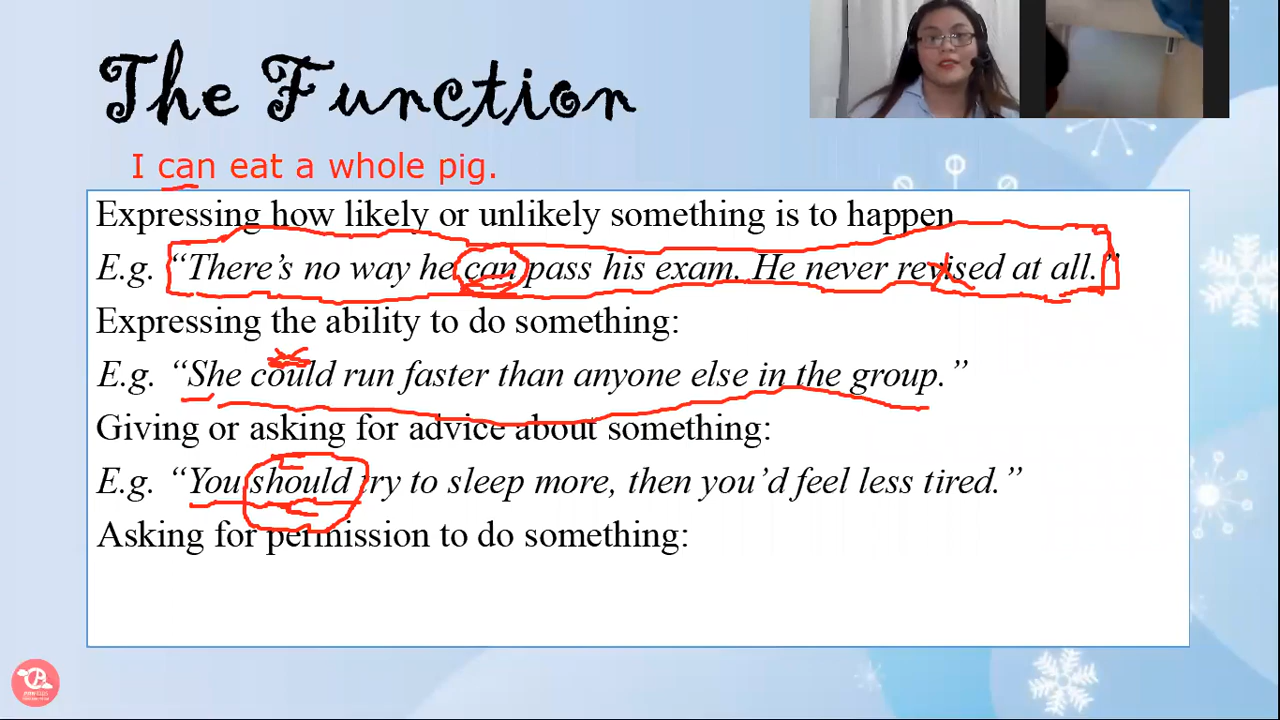 The Function
I can eat a whole pig.
Expressing how likely or unlikely something is to happen
E.g. “There’s no way he can pass his exam. He never revised at all.”
Expressing the ability to do something:
E.g. “She could run faster than anyone else in the group.”
Giving or asking for advice about something:
E.g. “You should try to sleep more, then you’d feel less tired.”
Asking for permission to do something: